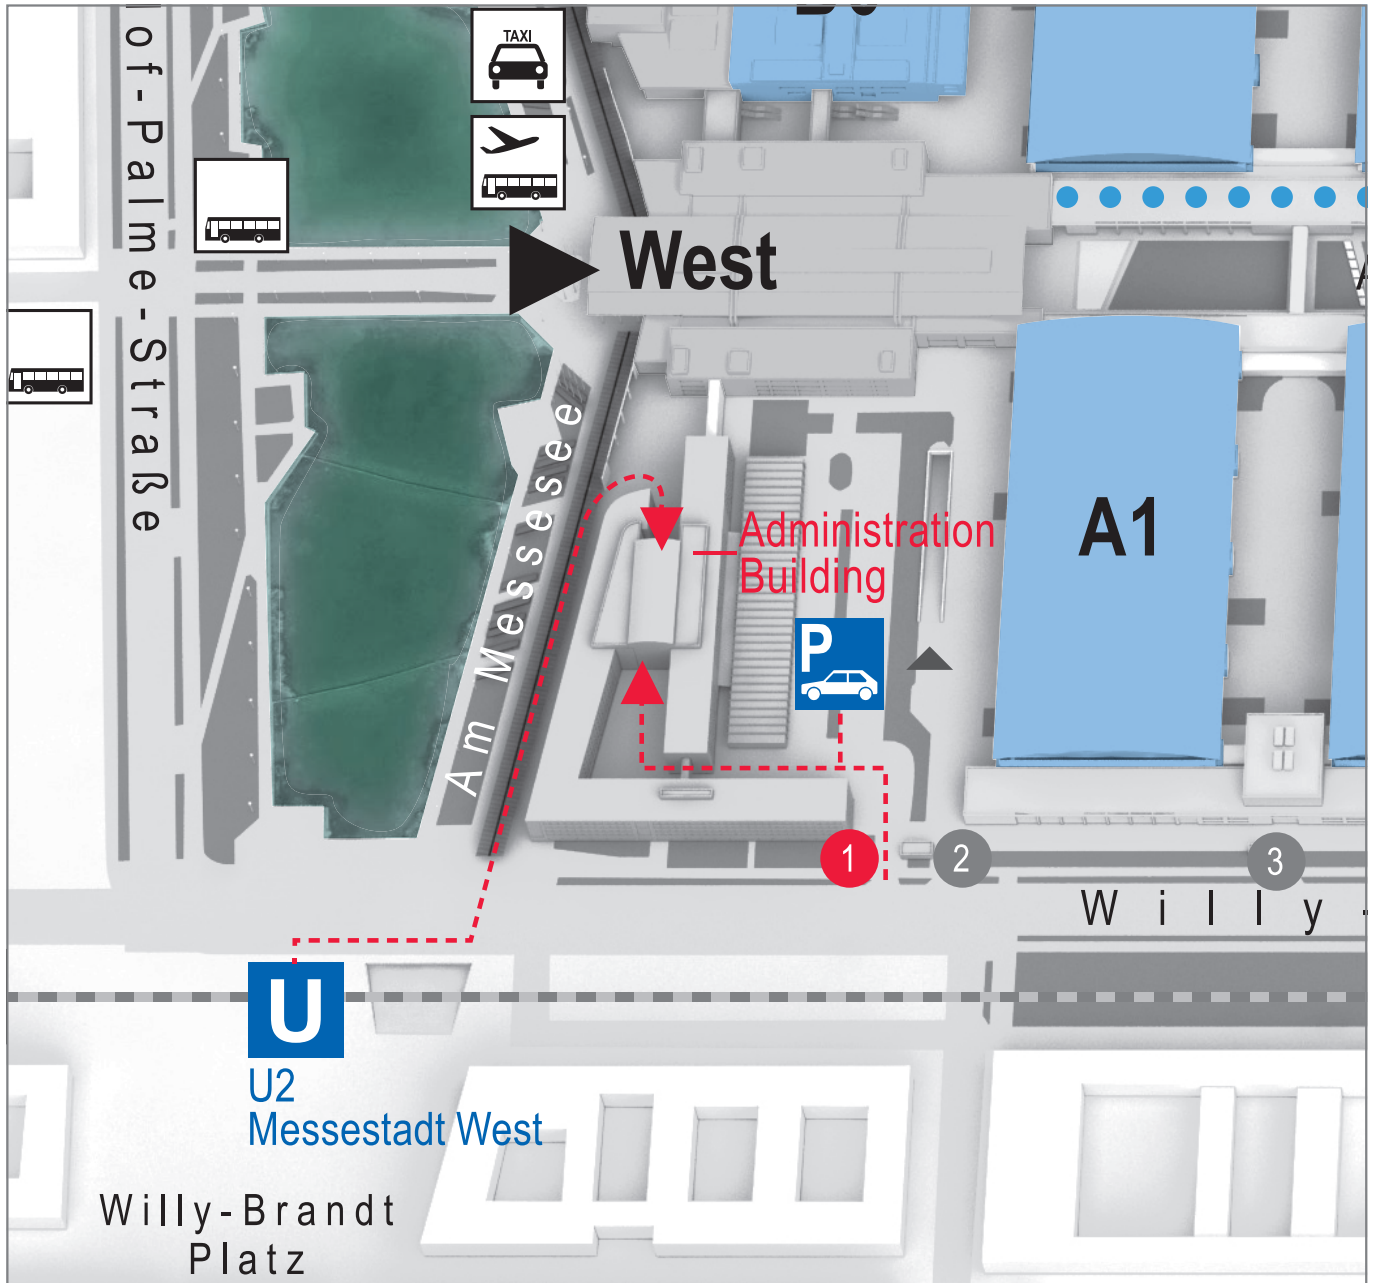 TAXI
of-Palme-Straße
West
Am Messesee
Administration
Building
A1
P
1
2
3
Willy-
U
U2
Messestadt West
Willy-Brandt
Platz